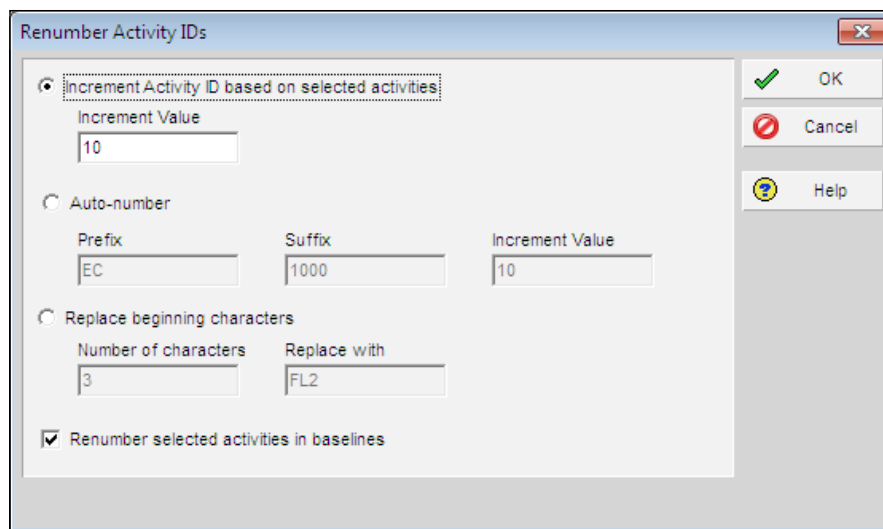 Renumber Activity IDs
Increment Activity ID based on selected activities
OK
Increment Value
10
Cancel
Auto-number
Help
Prefix Suffix Increment Value
EC 1000 10
Replace beginning characters
Number of characters Replace with
3 FL2
Renumber selected activities in baselines